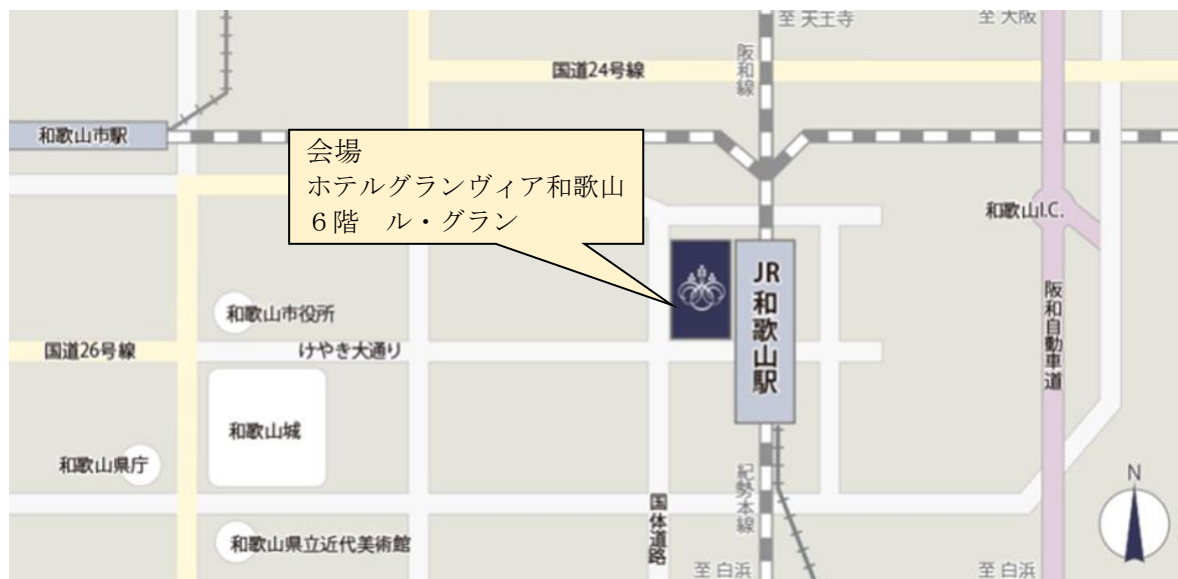 至 天王寺
至 大阪
阪和線
国道24号線
和歌山市駅
会場
ホテルグランヴィア和歌山
６階　ル・グラン
和歌山I.C.
JR和歌山駅
阪和自動車道
和歌山市役所
国道26号線
けやき大通り
和歌山城
和歌山県庁
紀勢本線
国体道路
N
和歌山県立近代美術館
至 白浜
至 白浜